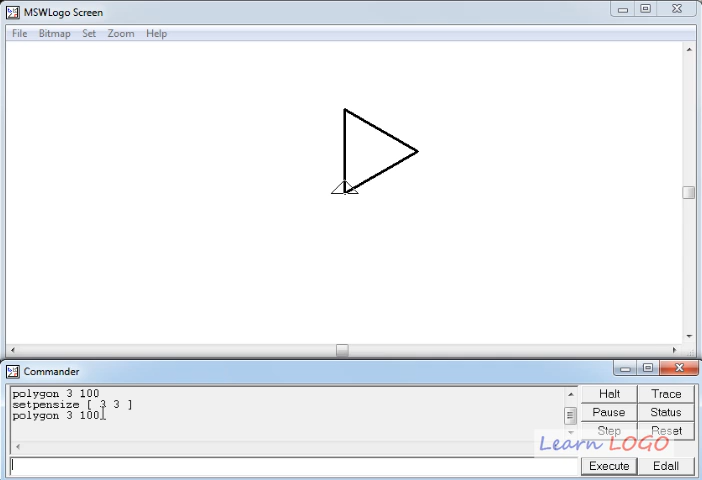 MSWLogo Screen
File Bitmap Set Zoom Help
Commander
polygon 3 100
setpensize [ 3 3 ]
polygon 3 100
Halt Trace
Pause Status
Step Reset
Learn LOGO
Execute Edall